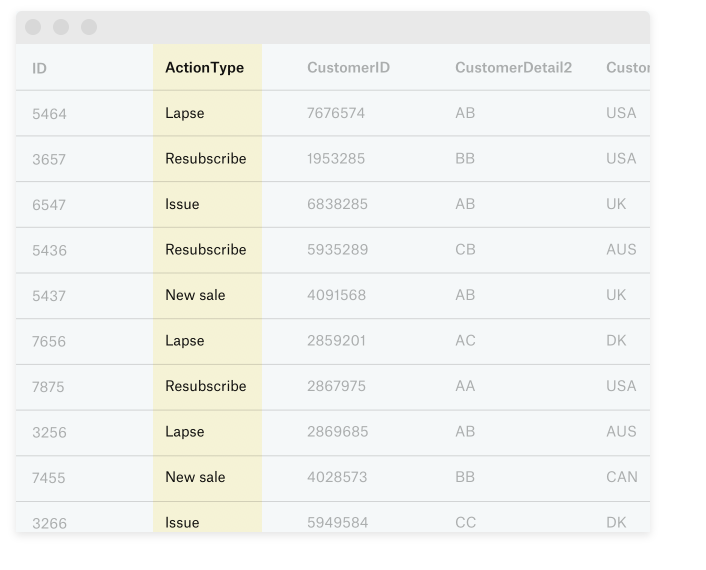 ID ActionType CustomerID CustomerDetail2 Custor
5464 Lapse 7676574 AB USA
3657 Resubscribe 1953285 BB USA
6547 Issue 6838285 AB UK
5436 Resubscribe 5935289 CB AUS
5437 New sale 4091568 AB UK
7656 Lapse 2859201 AC DK
7875 Resubscribe 2867975 AA USA
3256 Lapse 2869685 AB AUS
7455 New sale 4028573 BB CAN
3266 Issue 5949584 CC DK